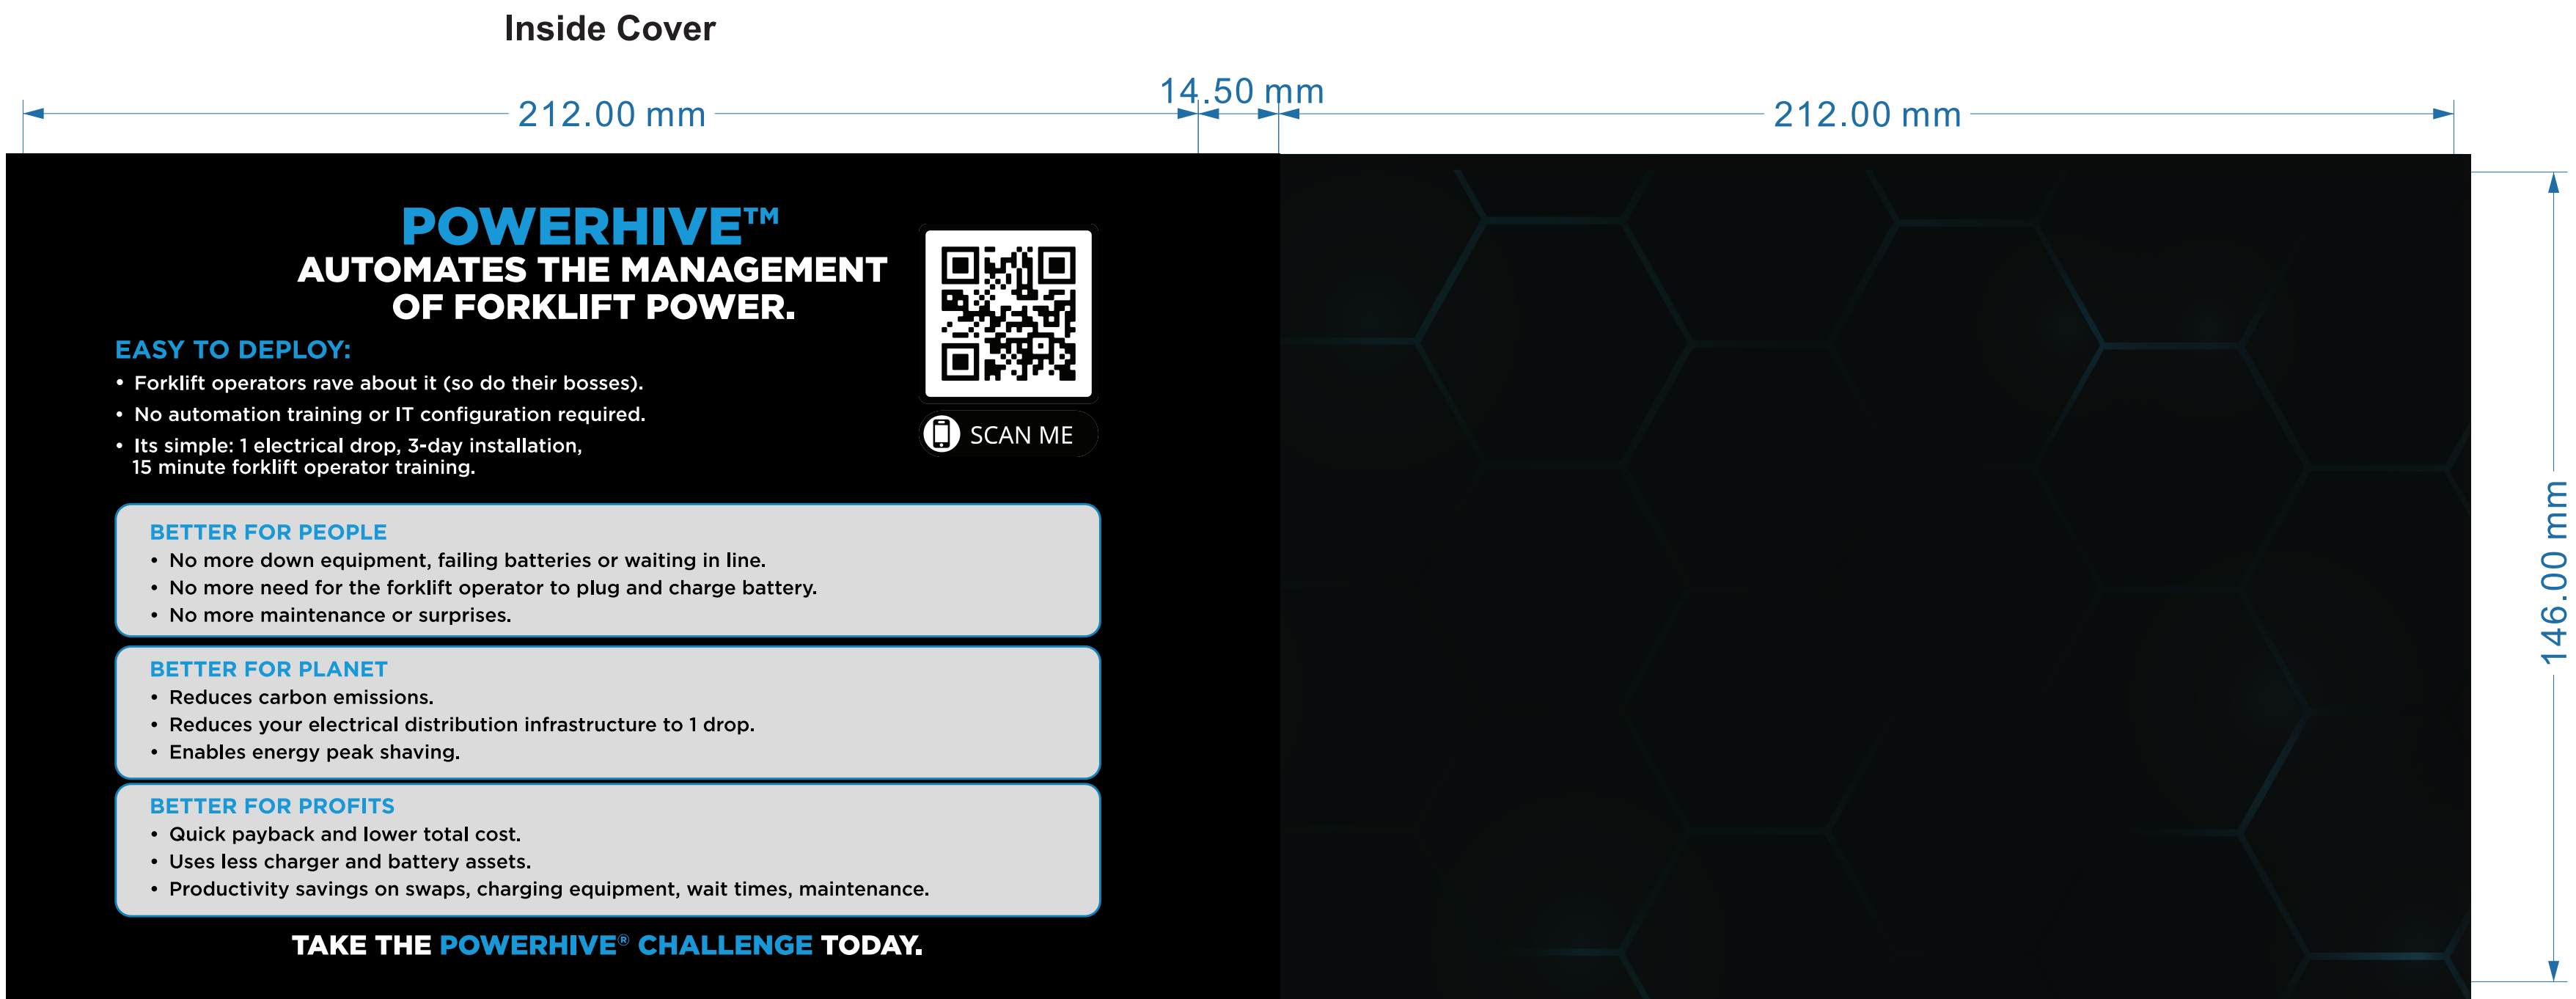 Inside Cover
14.50 mm
212.00 mm
212.00 mm
146.00 mm
POWERHIVE™
AUTOMATES THE MANAGEMENT
OF FORKLIFT POWER.
SCAN ME
EASY TO DEPLOY:
• Forklift operators rave about it (so do their bosses).
• No automation training or IT configuration required.
• Its simple: 1 electrical drop, 3-day installation,
15 minute forklift operator training.
BETTER FOR PEOPLE
• No more down equipment, failing batteries or waiting in line.
• No more need for the forklift operator to plug and charge battery.
• No more maintenance or surprises.
BETTER FOR PLANET
• Reduces carbon emissions.
• Reduces your electrical distribution infrastructure to 1 drop.
• Enables energy peak shaving.
BETTER FOR PROFITS
• Quick payback and lower total cost.
• Uses less charger and battery assets.
• Productivity savings on swaps, charging equipment, wait times, maintenance.
TAKE THE POWERHIVE® CHALLENGE TODAY.